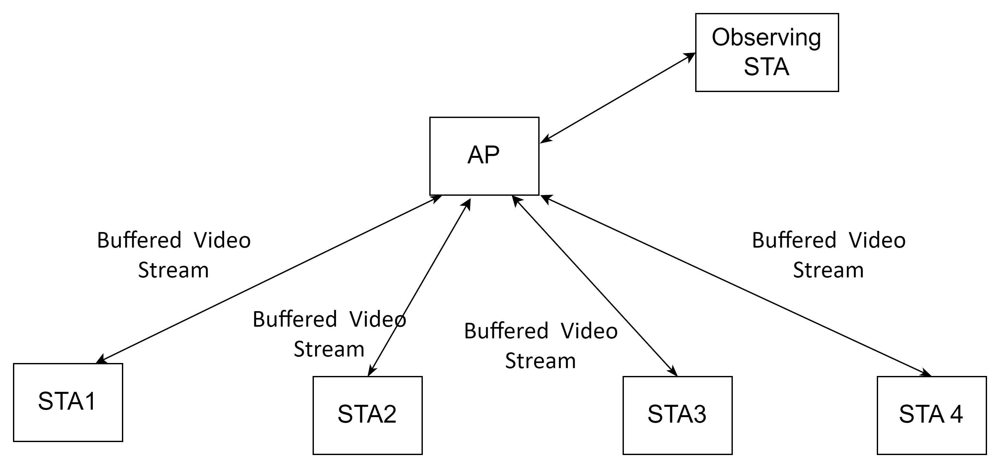 Observing
STA
AP
Buffered Video
Stream
Buffered Video
Stream
Buffered Video
Stream
Buffered Video
Stream
STA1
STA2
STA3
STA 4